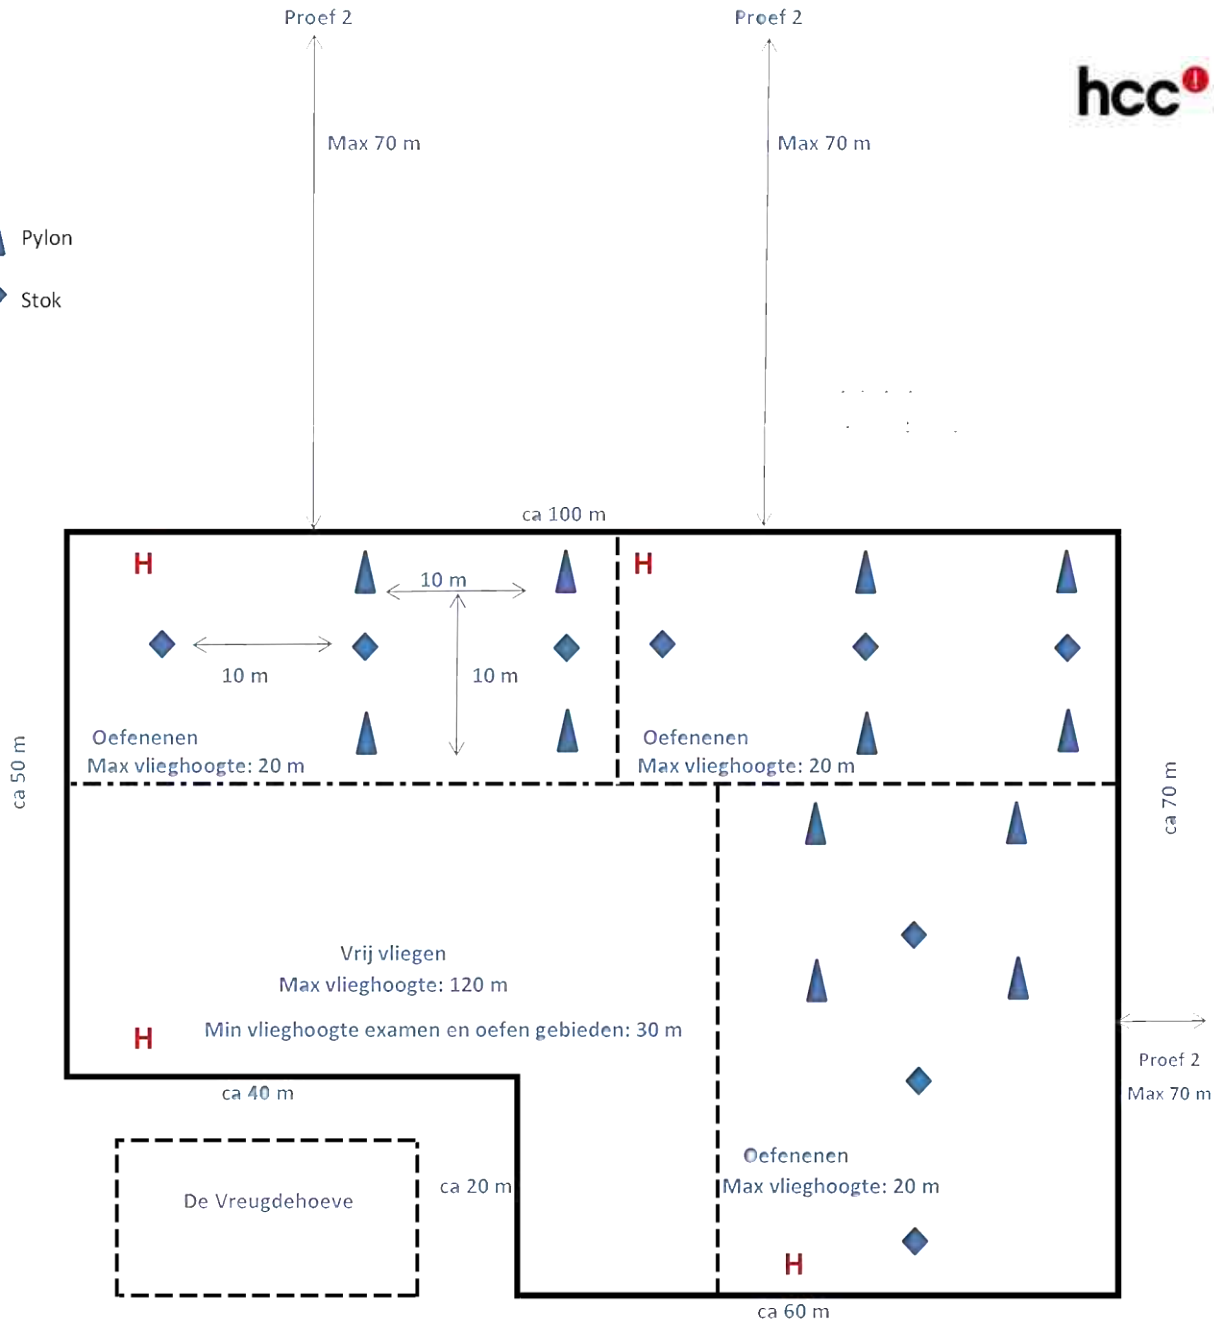 Proef 2
Proef 2
hcc!
Max 70 m
Max 70 m
Pylon
Stok
ca 100 m
H
H
10 m
10 m
10 m
Oefenenen
Max vlieghoogte: 20 m
Oefenenen
Max vlieghoogte: 20 m
ca 50 m
ca 70 m
Vrij vliegen
Max vlieghoogte: 120 m
Min vlieghoogte examen en oefen gebieden: 30 m
H
Proef 2
Max 70 m
ca 40 m
De Vreugdehoeve
ca 20 m
Oefenenen
Max vlieghoogte: 20 m
H
ca 60 m